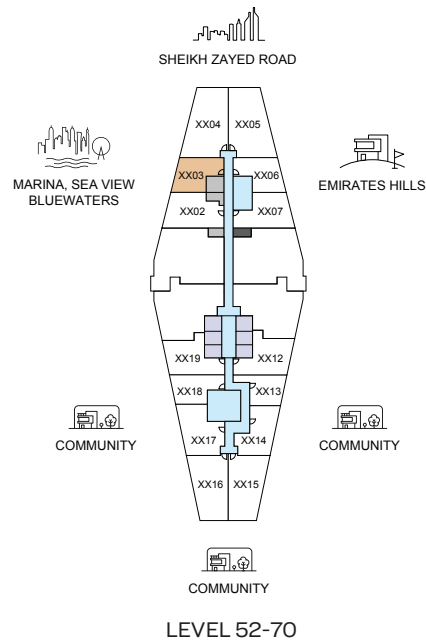 SHEIKH ZAYED ROAD
XX04 XX05
XX03 XX06
MARINA, SEA VIEW
BLUEWATERS
EMIRATES HILLS
XX02 XX07
XX19 XX12
XX18 XX13
COMMUNITY COMMUNITY
XX17 XX14
XX16 XX15
COMMUNITY
LEVEL 52-70